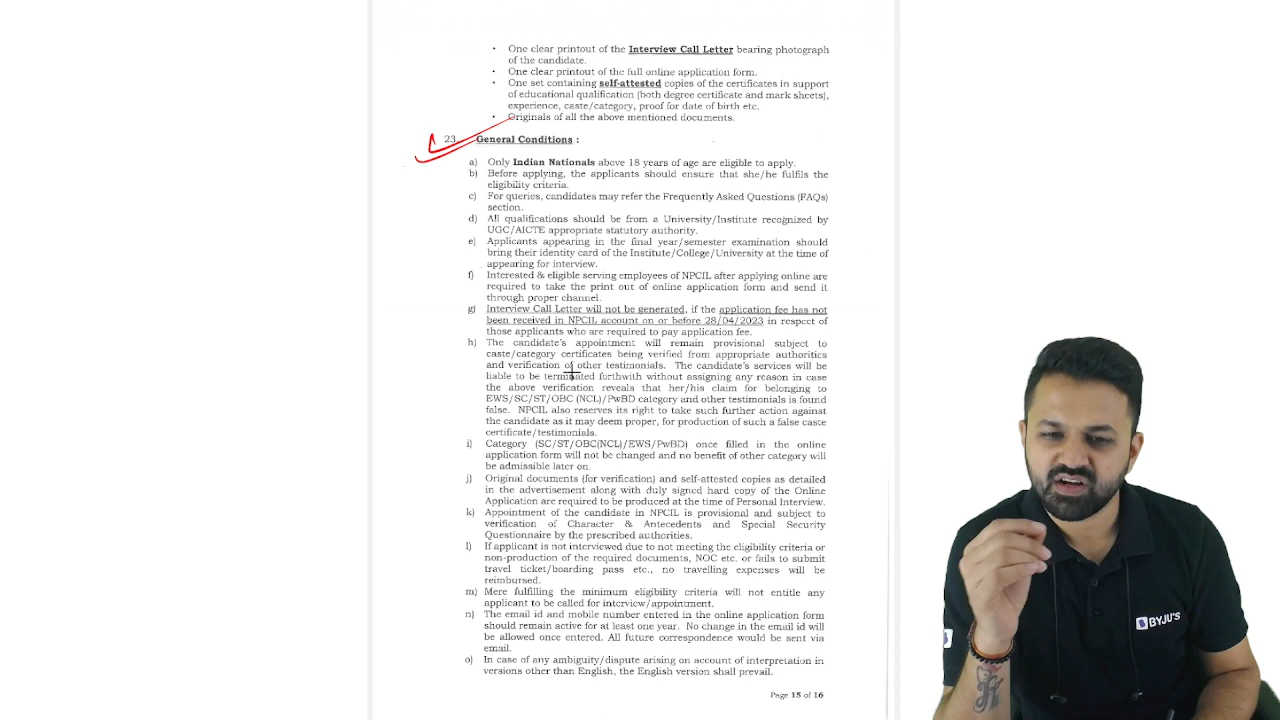 • One clear printout of the Interview Call Letter bearing photograph
of the candidate.
• One clear printout of the full online application form.
• One set containing self-attested copies of the certificates in support
of educational qualification (both degree certificate and mark sheets),
experience, caste/category, proof for date of birth etc.
• Originals of all the above mentioned documents.
23. General Conditions :
a) Only Indian Nationals above 18 years of age are eligible to apply.
b) Before applying, the applicants should ensure that she/he fulfils the
eligibility criteria.
c) For queries, candidates may refer the Frequently Asked Questions (FAQs)
section.
d) All qualifications should be from a University/Institute recognized by
UGC/AICTE appropriate statutory authority.
e) Applicants appearing in the final year/semester examination should
bring their identity card of the Institute/College/University at the time of
appearing for interview.
f) Interested & eligible serving employees of NPCIL after applying online are
required to take the print out of online application form and send it
through proper channel.
g) Interview Call Letter will not be generated, if the application fee has not
been received in NPCIL account on or before 28/04/2023 in respect of
those applicants who are required to pay application fee.
h) The candidate's appointment will remain provisional subject to
caste/category certificates being verified from appropriate authorities
and verification of other testimonials. The candidate's services will be
liable to be terminated forthwith without assigning any reason in case
the above verification reveals that her/his claim for belonging to
EWS/SC/ST/OBC (NCL)/PwBD category and other testimonials is found
false. NPCIL also reserves its right to take such further action against
the candidate as it may deem proper, for production of such a false caste
certificate/testimonials.
i) Category (SC/ST/OBC(NCL)/EWS/PwBD) once filled in the online
application form will not be changed and no benefit of other category will
be admissible later on.
j) Original documents (for verification) and self-attested copies as detailed
in the advertisement along with duly signed hard copy of the Online
Application are required to be produced at the time of Personal Interview.
k) Appointment of the candidate in NPCIL is provisional and subject to
verification of Character & Antecedents and Special Security
Questionnaire by the prescribed authorities.
l) If applicant is not interviewed due to not meeting the eligibility criteria or
non-production of the required documents, NOC etc. or fails to submit
travel ticket/boarding pass etc., no travelling expenses will be
reimbursed.
m) Mere fulfilling the minimum eligibility criteria will not entitle any
applicant to be called for interview/appointment.
n) The email id and mobile number entered in the online application form
should remain active for at least one year. No change in the email id will
be allowed once entered. All future correspondence would be sent via
email.
o) In case of any ambiguity/dispute arising on account of interpretation in
versions other than English, the English version shall prevail.
Page 15 of 16
BYJU'S